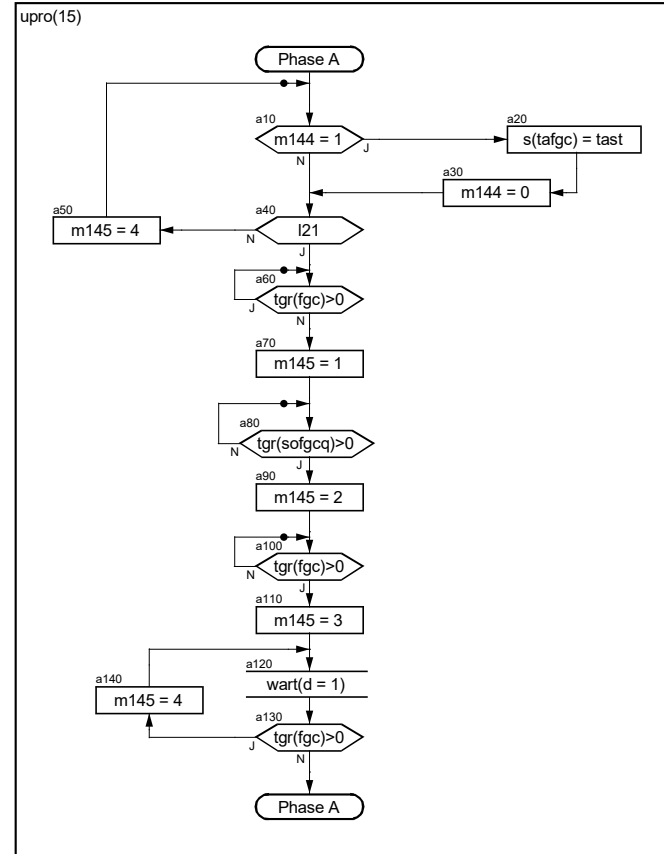 upro(15)
Phase A
a10
m144 = 1
J
N
a20
s(tafgc) = tast
a30
m144 = 0
a50
m145 = 4
a40
l21
N
J
a60
tgr(fgc)>0
J
N
a70
m145 = 1
a80
tgr(sofgcq)>0
N
J
a90
m145 = 2
a100
tgr(fgc)>0
N
J
a110
m145 = 3
a120
wart(d = 1)
a140
m145 = 4
a130
tgr(fgc)>0
J
N
Phase A